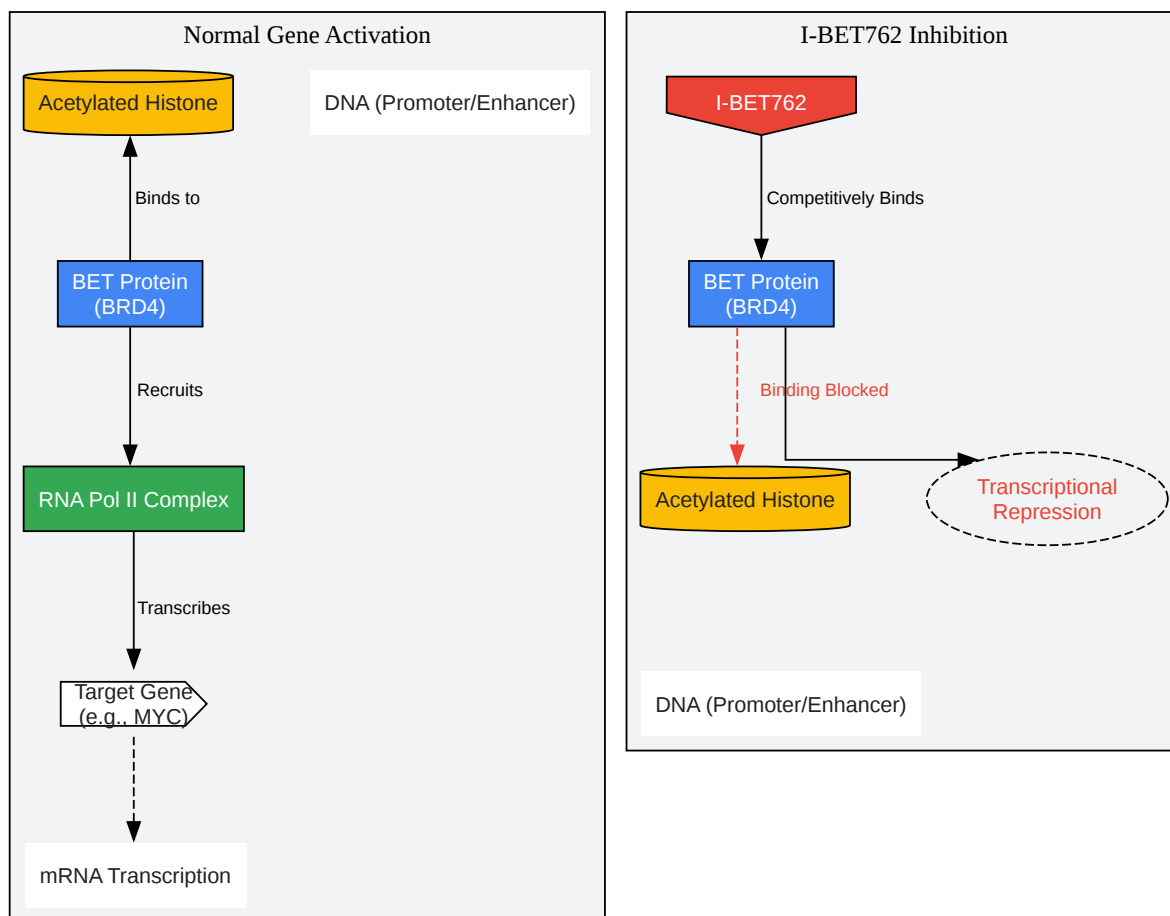 Normal Gene Activation
Acetylated Histone
DNA (Promoter/Enhancer)
Binds to
BET Protein
(BRD4)
Recruits
RNA Pol II Complex
Transcribes
Target Gene
(e.g., MYC)
mRNA Transcription
I-BET762 Inhibition
I-BET762
Competitively Binds
BET Protein
(BRD4)
Binding Blocked
Acetylated Histone
Transcriptional
Repression
DNA (Promoter/Enhancer)